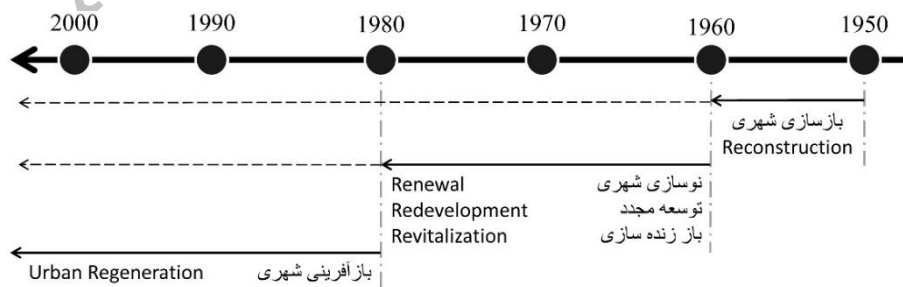 2000 1990 1980 1970 1960 1950
بازسازی شهری
Reconstruction
Renewal نوسازی شهری
Redevelopment توسعه مجدد
Revitalization باز زنده سازی
Urban Regeneration بازآفرینی شهری